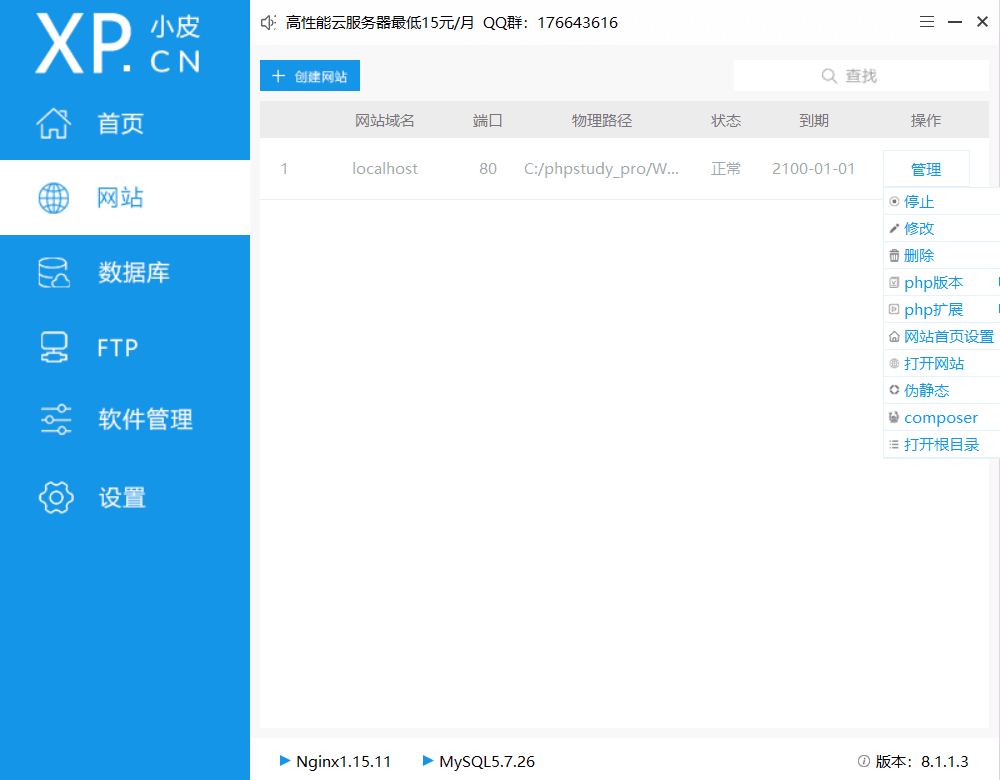 XP. 小皮
CN
高性能云服务器最低15元/月 QQ群：176643616
首页
网站
数据库
FTP
软件管理
设置
创建网站
查找
网站域名 端口 物理路径 状态 到期 操作
1 localhost 80 C:/phpstudy_pro/W... 正常 2100-01-01 管理
停止
修改
删除
php版本
php扩展
网站首页设置
打开网站
伪静态
composer
打开根目录
Nginx1.15.11 MySQL5.7.26 版本：8.1.1.3